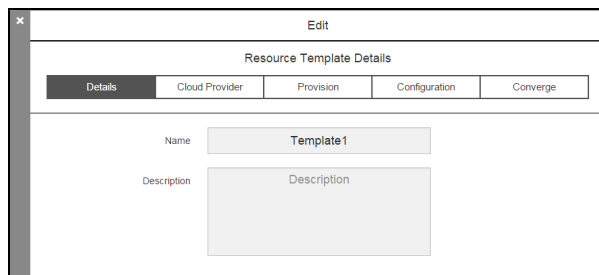 ×
Edit
Resource Template Details
Details Cloud Provider Provision Configuration Converge
Name Template1
Description Description